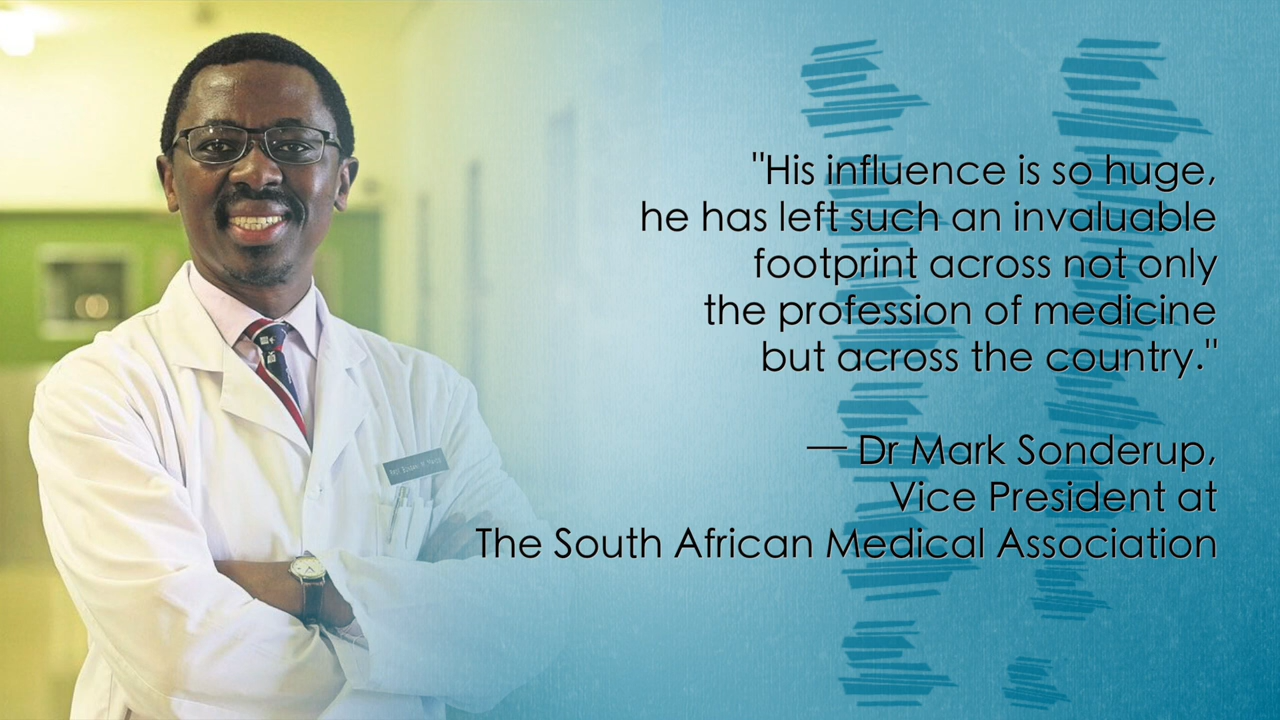 "His influence is so huge,
he has left such an invaluable
footprint across not only
the profession of medicine
but across the country."
— Dr Mark Sonderup,
Vice President at
The South African Medical Association